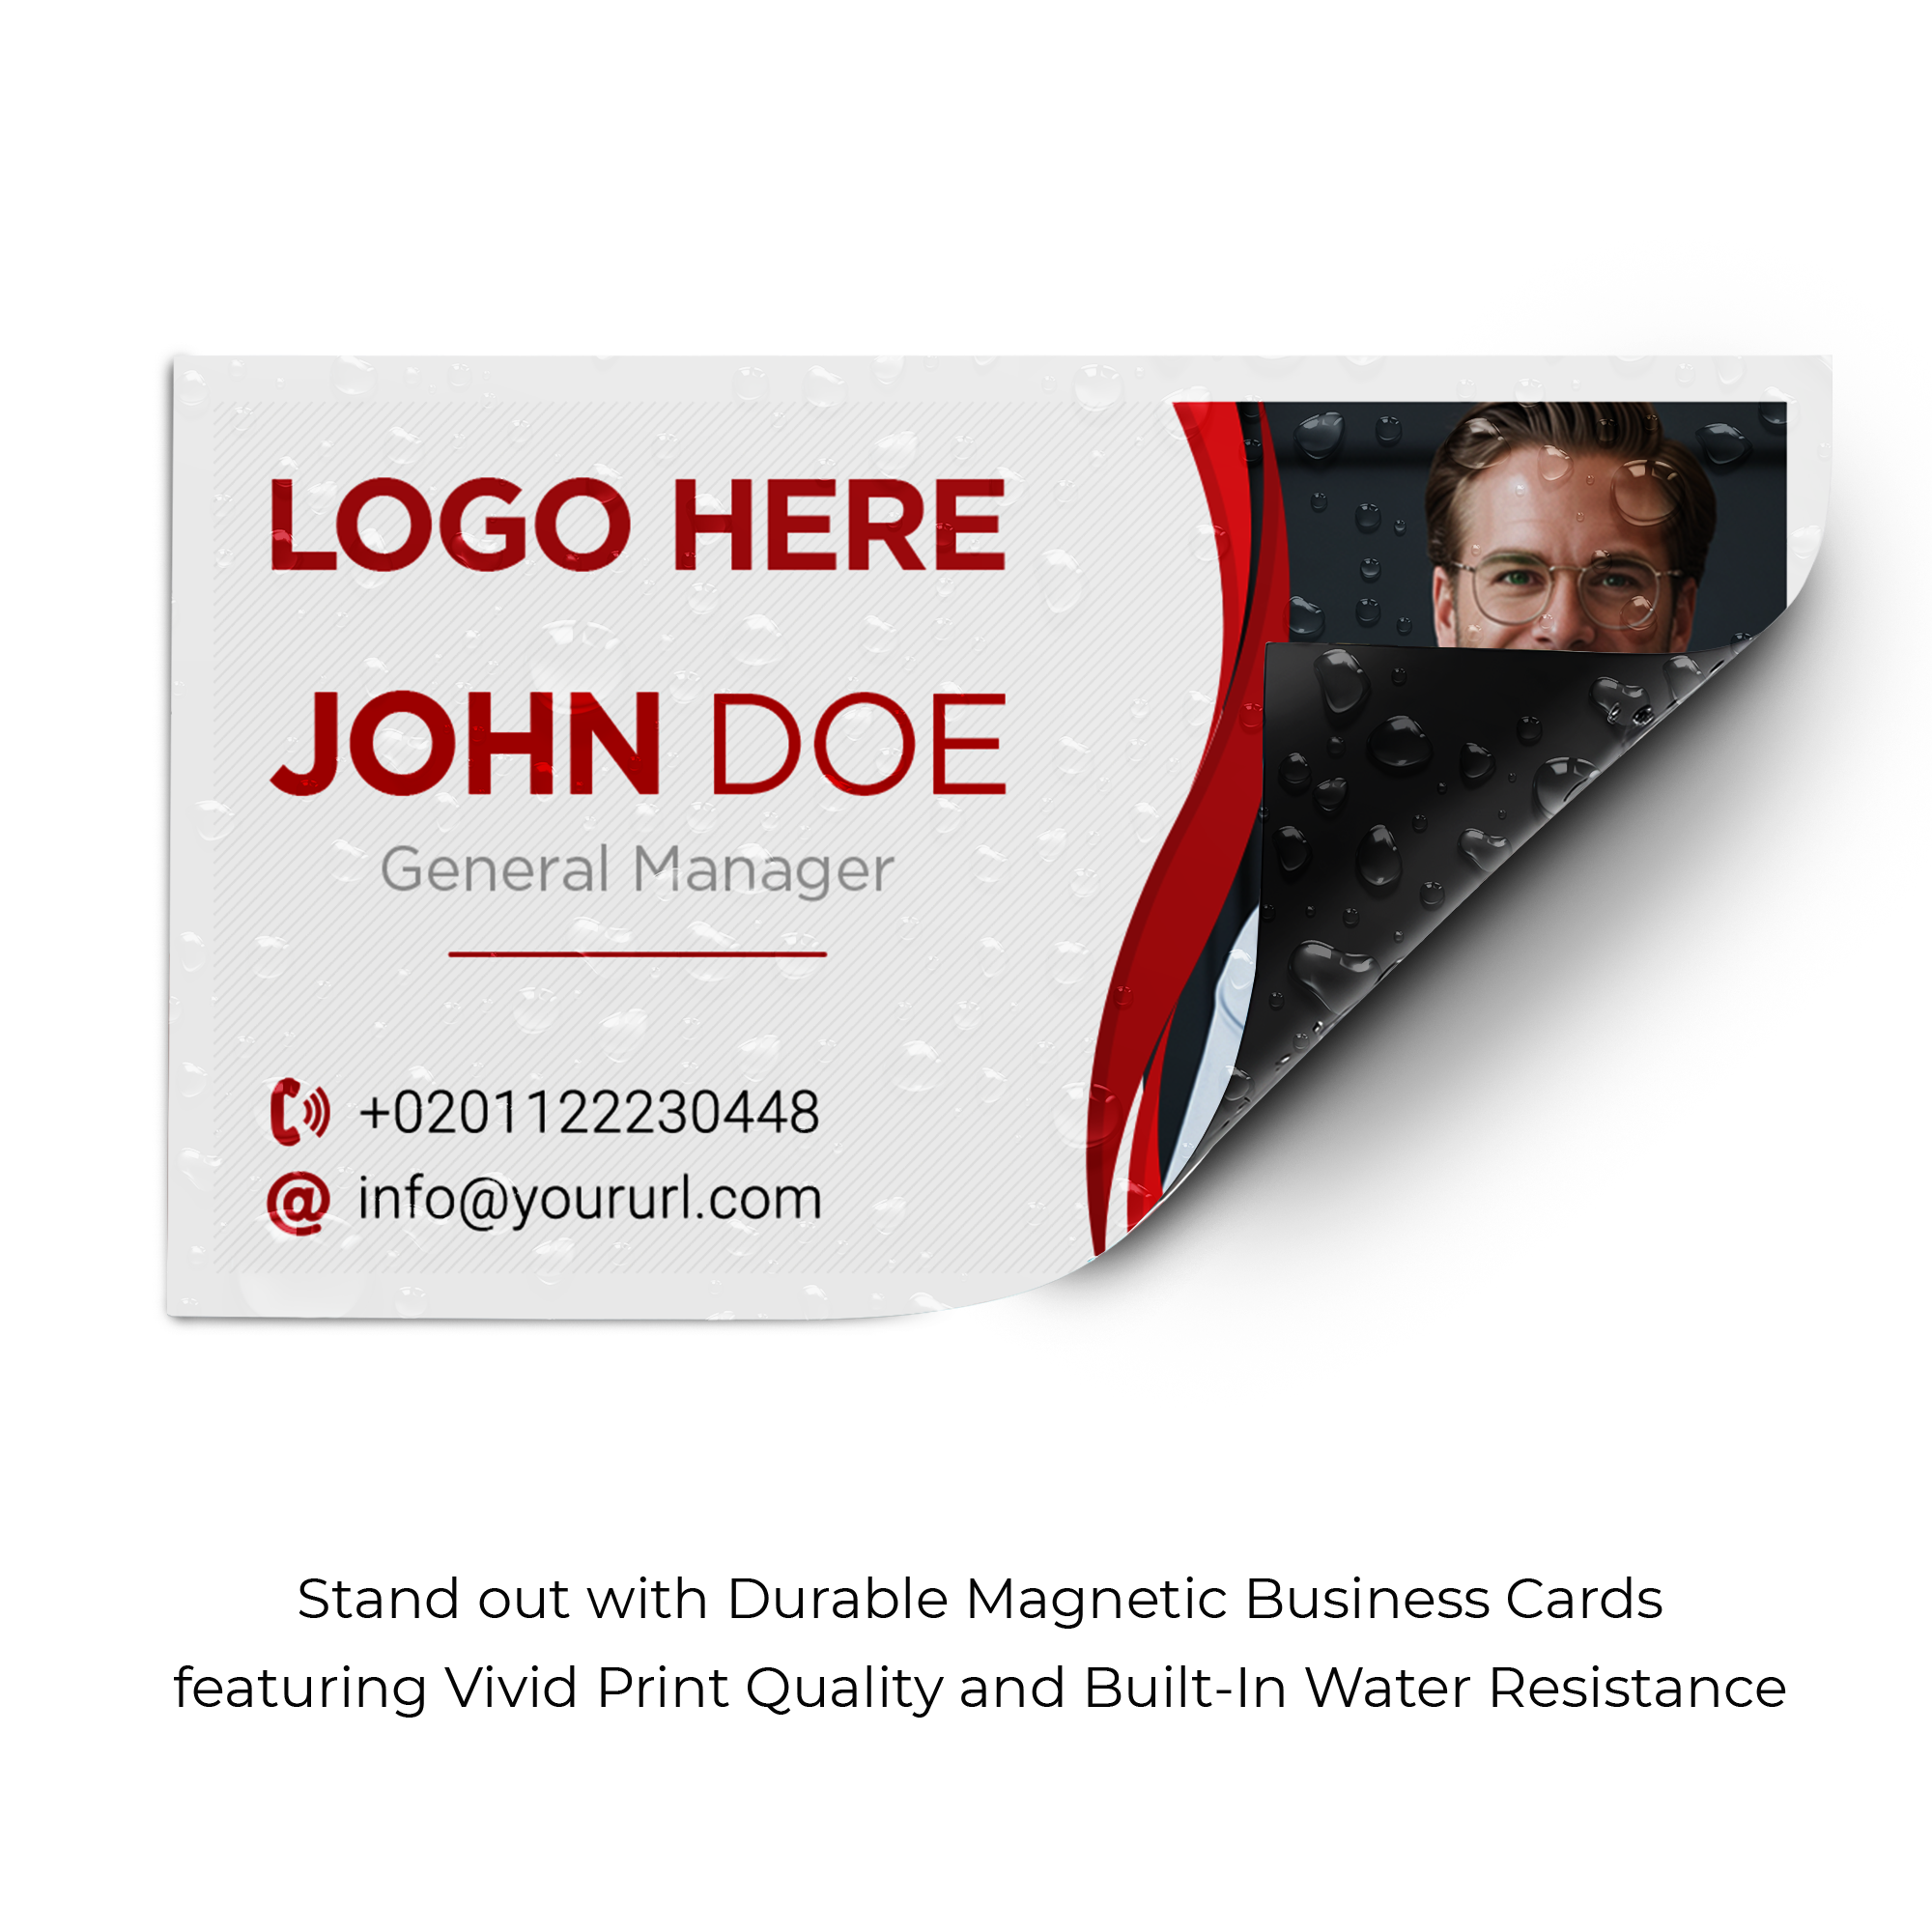 LOGO HERE
JOHN DOE
General Manager
+0201122230448
info@yoururl.com
Stand out with Durable Magnetic Business Cards
featuring Vivid Print Quality and Built-In Water Resistance